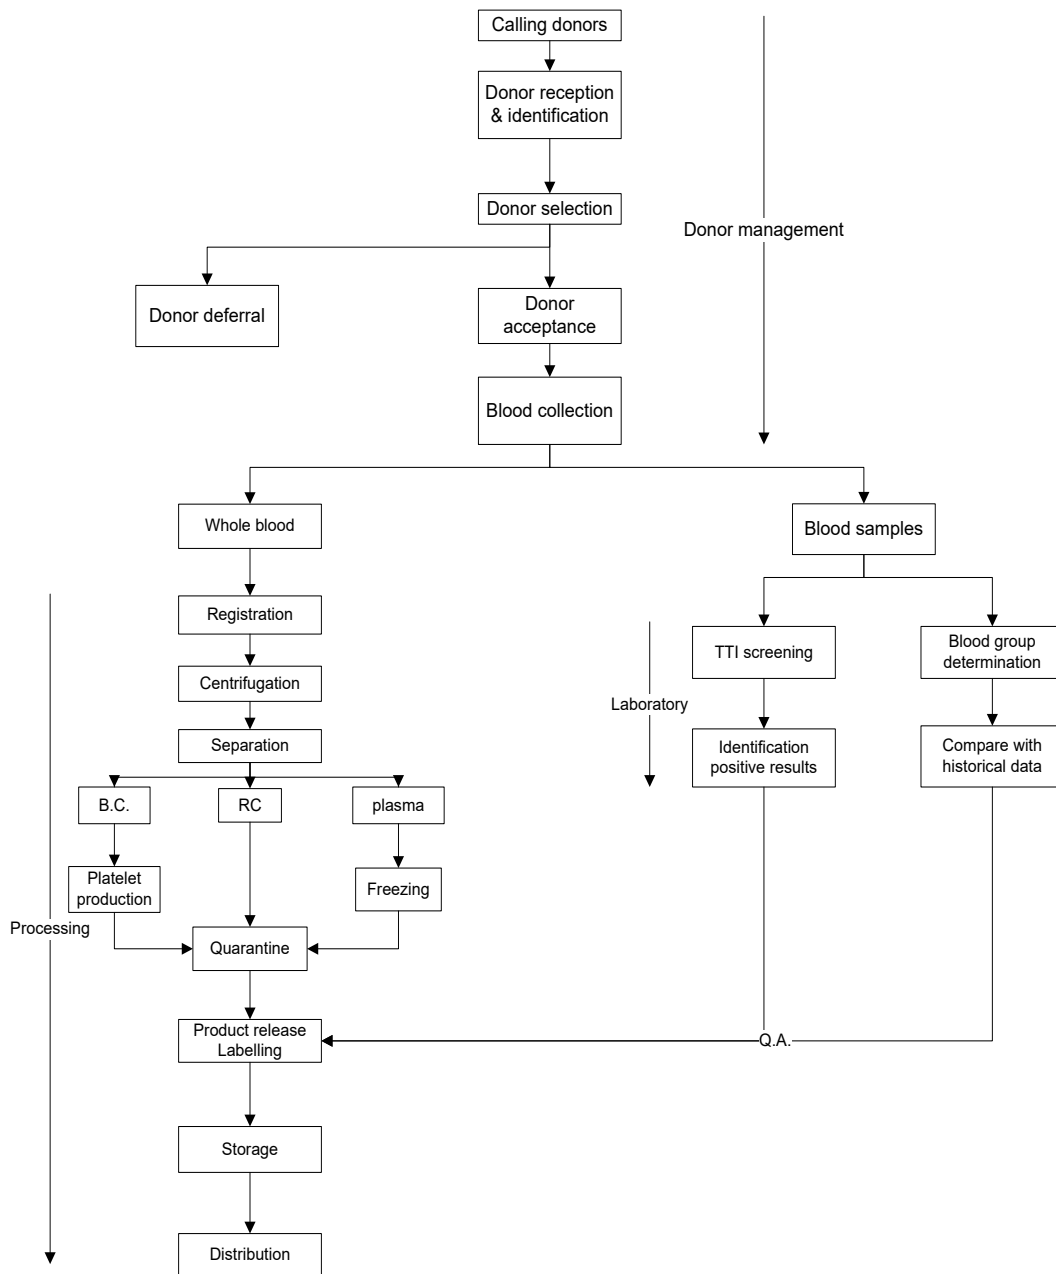 Calling donors
Donor reception
& identification
Donor selection
Donor management
Donor deferral
Donor
acceptance
Blood collection
Whole blood
Blood samples
Registration
TTI screening
Blood group
determination
Centrifugation
Laboratory
Separation
Identification
positive results
Compare with
historical data
B.C.
RC
plasma
Platelet
production
Freezing
Processing
Quarantine
Product release
Labelling
Q.A.
Storage
Distribution